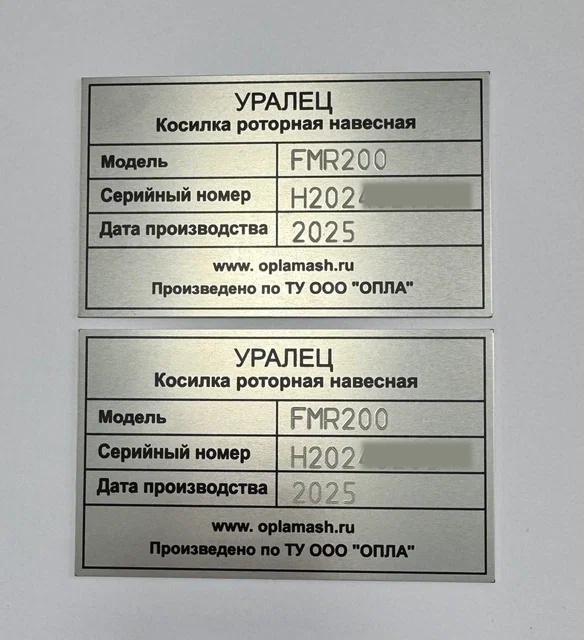 УРАЛЕЦ
Косилка роторная навесная
Модель FMR200
Серийный номер H202
Дата производства 2025
www. oplamash.ru
Произведено по ТУ ООО "ОПЛА"
УРАЛЕЦ
Косилка роторная навесная
Модель FMR200
Серийный номер H202
Дата производства 2025
www. oplamash.ru
Произведено по ТУ ООО "ОПЛА"